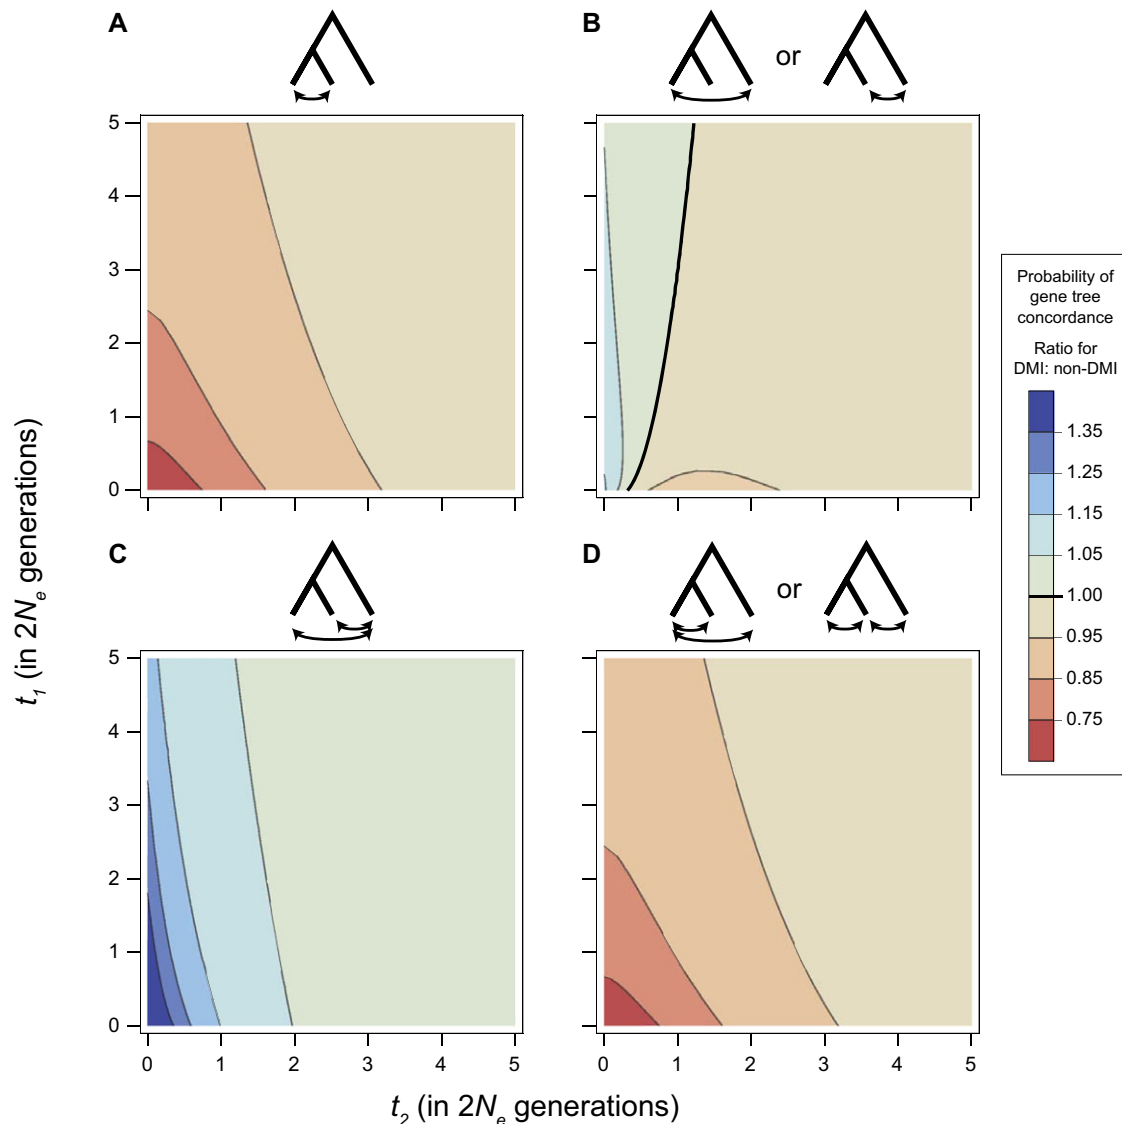 A
B
or
5
4
3
2
1
0
Probability of
gene tree
concordance
Ratio for
DMI: non-DMI
1.35
1.25
1.15
1.05
1.00
0.95
0.85
0.75
t1 (in 2Ne generations)
C
D
or
5
4
3
2
1
0
0 1 2 3 4 5
0 1 2 3 4 5
t2 (in 2Ne generations)